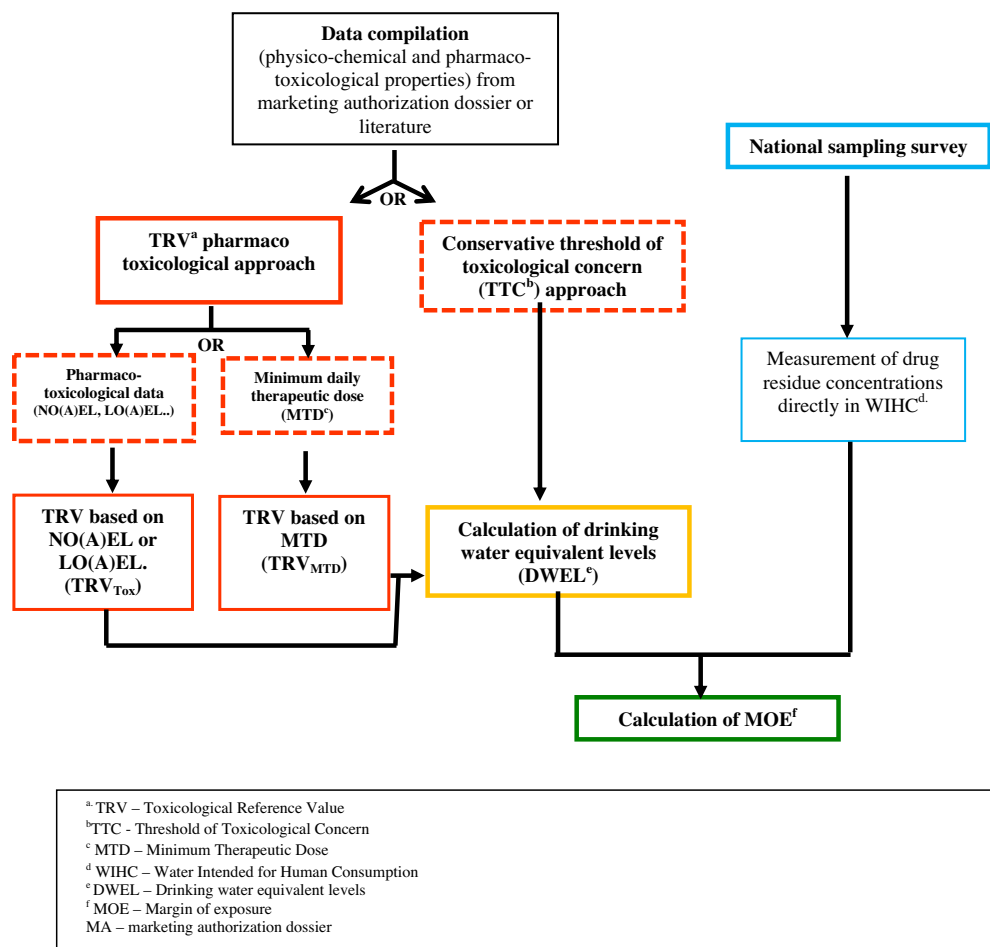 Data compilation
(physico-chemical and pharmaco-
toxicological properties) from
marketing authorization dossier or
literature
National sampling survey
OR
TRVᵃ pharmaco
toxicological approach
Conservative threshold of
toxicological concern
(TTCᵇ) approach
OR
Pharmaco-
toxicological data
(NO(A)EL, LO(A)EL..)
Minimum daily
therapeutic dose
(MTDᶜ)
Measurement of drug
residue concentrations
directly in WIHCᵈ·
TRV based on
NO(A)EL or
LO(A)EL.
(TRV_Tox)
TRV based on
MTD
(TRV_MTD)
Calculation of drinking
water equivalent levels
(DWELᵉ)
Calculation of MOEᶠ
ᵃ· TRV – Toxicological Reference Value
ᵇTTC - Threshold of Toxicological Concern
ᶜ MTD – Minimum Therapeutic Dose
ᵈ WIHC – Water Intended for Human Consumption
ᵉ DWEL – Drinking water equivalent levels
ᶠ MOE – Margin of exposure
MA – marketing authorization dossier